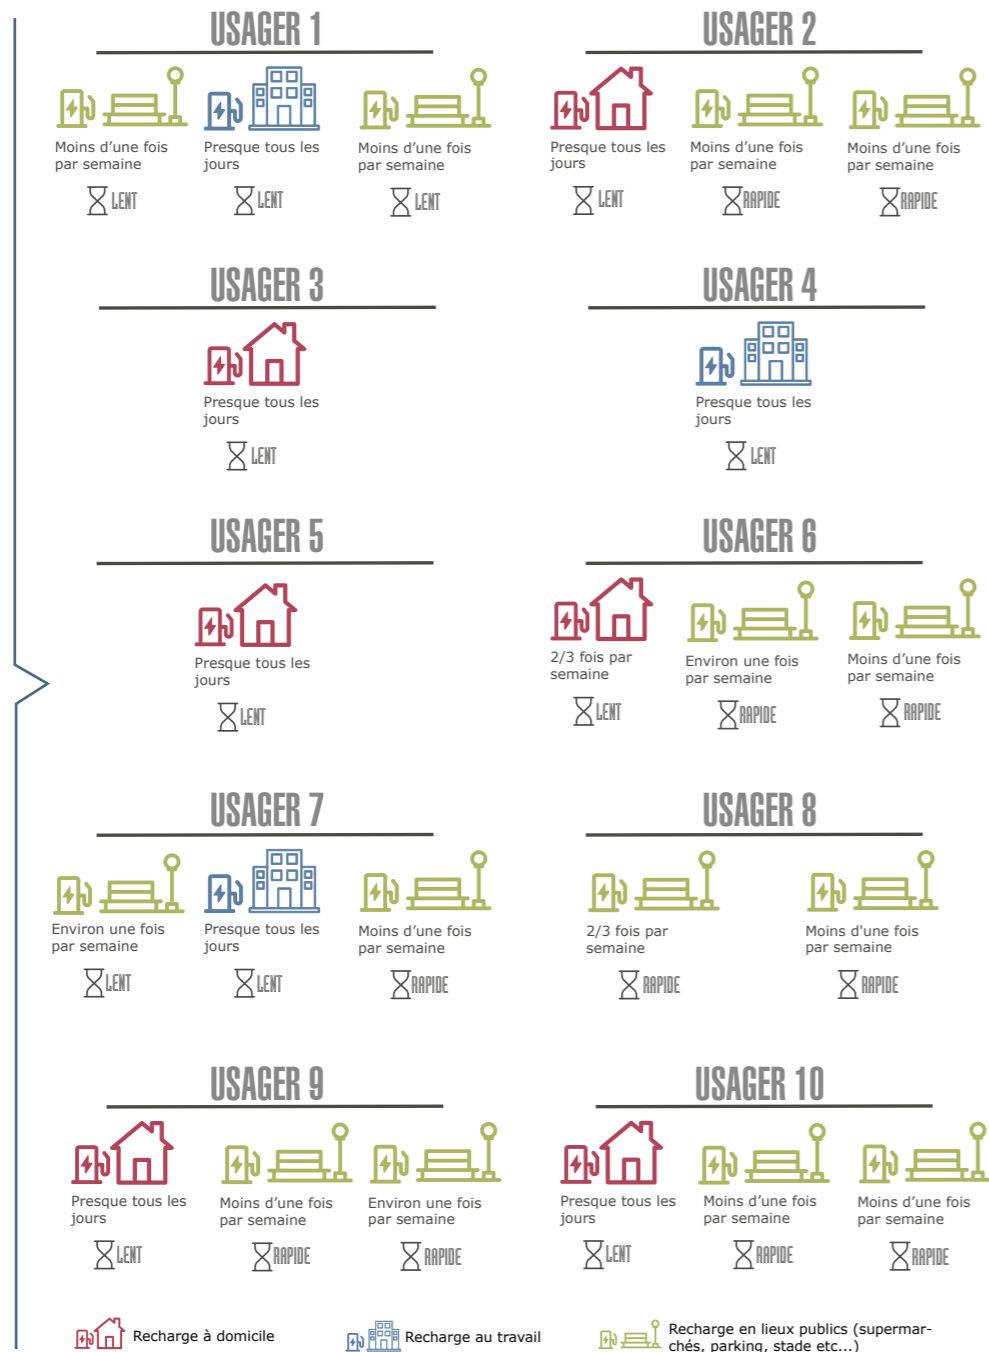 USAGER 1
Moins d’une fois
par semaine
LENT
Presque tous les
jours
LENT
Moins d’une fois
par semaine
LENT
USAGER 2
Presque tous les
jours
LENT
Moins d’une fois
par semaine
RAPIDE
Moins d’une fois
par semaine
RAPIDE
USAGER 3
Presque tous les
jours
LENT
USAGER 4
Presque tous les
jours
LENT
USAGER 5
Presque tous les
jours
LENT
USAGER 6
2/3 fois par
semaine
LENT
Environ une fois
par semaine
RAPIDE
Moins d’une fois
par semaine
RAPIDE
USAGER 7
Environ une fois
par semaine
LENT
Presque tous les
jours
LENT
Moins d’une fois
par semaine
RAPIDE
USAGER 8
2/3 fois par
semaine
RAPIDE
Moins d'une fois
par semaine
RAPIDE
USAGER 9
Presque tous les
jours
LENT
Moins d’une fois
par semaine
RAPIDE
Environ une fois
par semaine
RAPIDE
USAGER 10
Presque tous les
jours
LENT
Moins d’une fois
par semaine
RAPIDE
Moins d’une fois
par semaine
RAPIDE
Recharge à domicile
Recharge au travail
Recharge en lieux publics (supermar-
chés, parking, stade etc...)